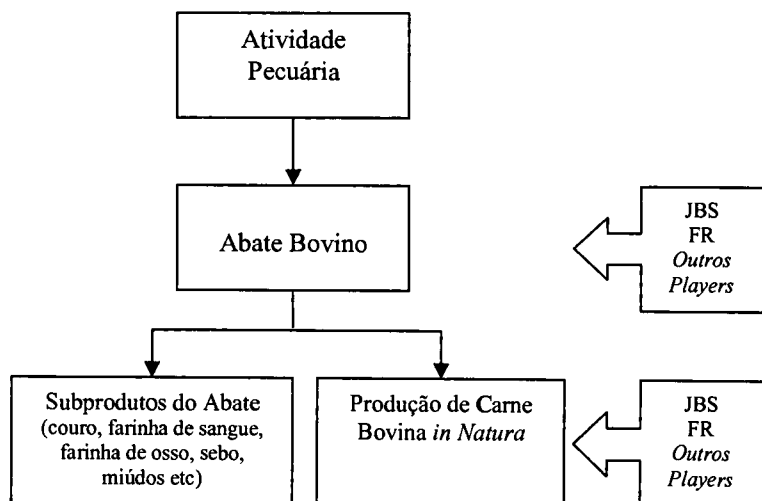 Atividade
Pecuária
Abate Bovino
JBS
FR
Outros
Players
Subprodutos do Abate
(couro, farinha de sangue,
farinha de osso, sebo,
miúdos etc)
Produção de Carne
Bovina in Natura
JBS
FR
Outros
Players